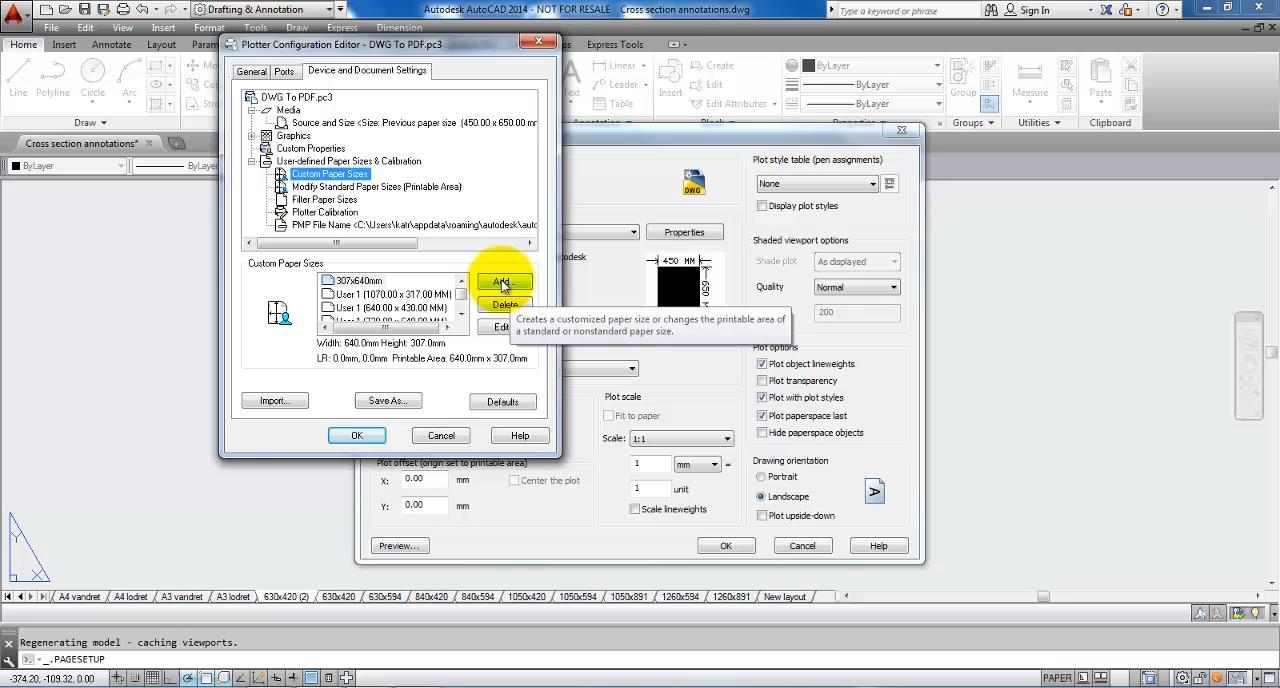 Drafting & Annotation
Autodesk AutoCAD 2014 - NOT FOR RESALE Cross section annotations.dwg
Type a keyword or phrase
Sign In
File
Edit
View
Insert
Format
Tools
Draw
Express
Dimension
Home
Insert
Annotate
Layout
Express Tools
Plotter Configuration Editor - DWG To PDF.pc3
General
Ports
Device and Document Settings
DWG To PDF.pc3
Media
Source and Size <Size: Previous paper size (450.00 x 650.00 mm
Graphics
Custom Properties
User-defined Paper Sizes & Calibration
Custom Paper Sizes
Modify Standard Paper Sizes (Printable Area)
Filter Paper Sizes
Plotter Calibration
PMP File Name <C:\Users\katr\appdata\roaming\autodesk\aut
Custom Paper Sizes
307x640mm
User 1 (1070.00 x 317.00 MM)
User 1 (640.00 x 430.00 MM)
Add...
Delete
Edit
Creates a customized paper size or changes the printable area of
a standard or nonstandard paper size.
Width: 640.0mm Height: 307.0mm
LR: 0.0mm, 0.0mm Printable Area: 640.0mm x 307.0mm
Import...
Save As...
Defaults
OK
Cancel
Help
Line
Polyline
Circle
Arc
Draw
Linear
Leader
Table
Insert
Create
Edit
Edit Attributes
ByLayer
ByLayer
ByLayer
Group
Measure
Paste
Properties
Groups
Utilities
Clipboard
Cross section annotations*
ByLayer
ByLayer
Plot style table (pen assignments)
None
Display plot styles
Properties
450 MM
650
Shaded viewport options
Shade plot
As displayed
Quality
Normal
200
Plot options
Plot object lineweights
Plot transparency
Plot with plot styles
Plot paperspace last
Hide paperspace objects
Plot scale
Fit to paper
Scale:
1:1
1
mm
=
1
unit
Scale lineweights
Plot offset (origin set to printable area)
X:
0.00
mm
Center the plot
Y:
0.00
mm
Drawing orientation
Portrait
Landscape
Plot upside-down
A
Preview...
OK
Cancel
Help
Y
X
A4 vandret
A4 lodret
A3 vandret
A3 lodret
630x420 (2)
630x420
630x594
840x420
840x594
1050x420
1050x594
1050x891
1260x594
1260x891
New layout
Regenerating model - caching viewports.
_.PAGESETUP
-374.20, -109.32, 0.00
PAPER